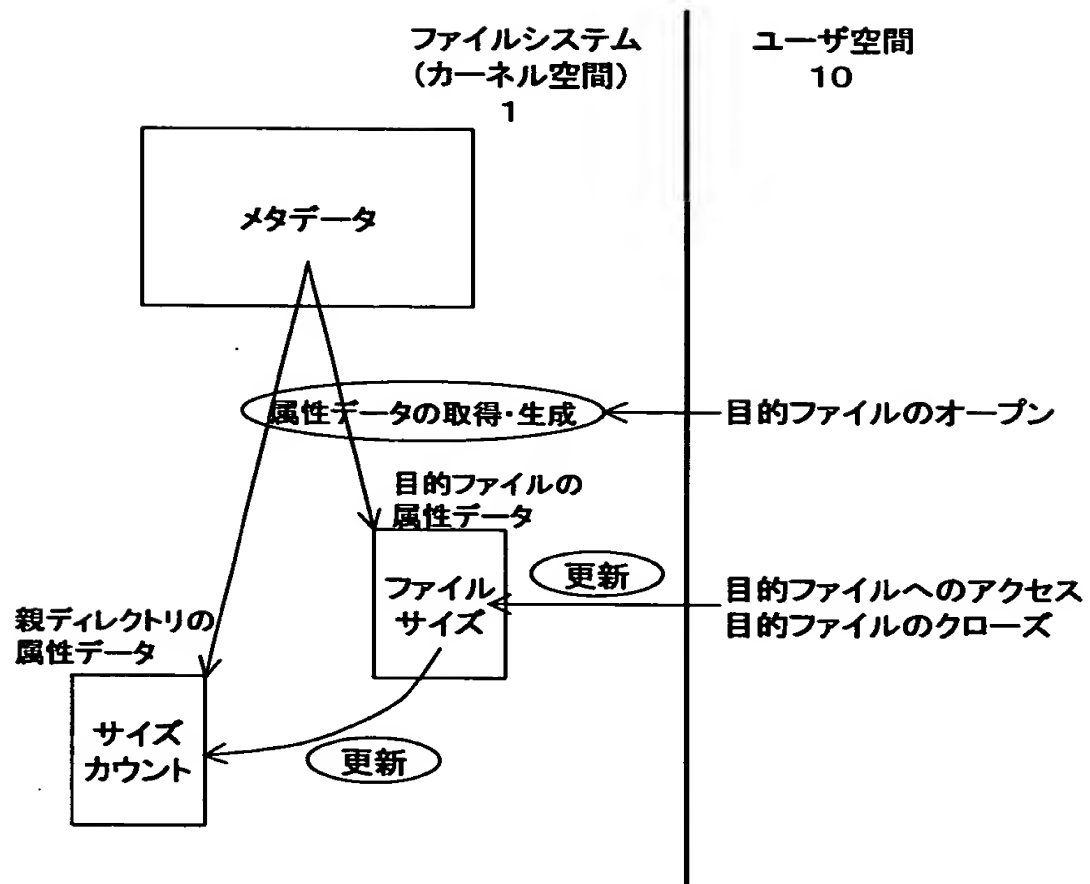 ファイルシステム
(カーネル空間)
1
ユーザ空間
10
メタデータ
属性データの取得・生成
目的ファイルのオープン
目的ファイルの
属性データ
ファイル
サイズ
更新
目的ファイルへのアクセス
目的ファイルのクローズ
親ディレクトリの
属性データ
サイズ
カウント
更新